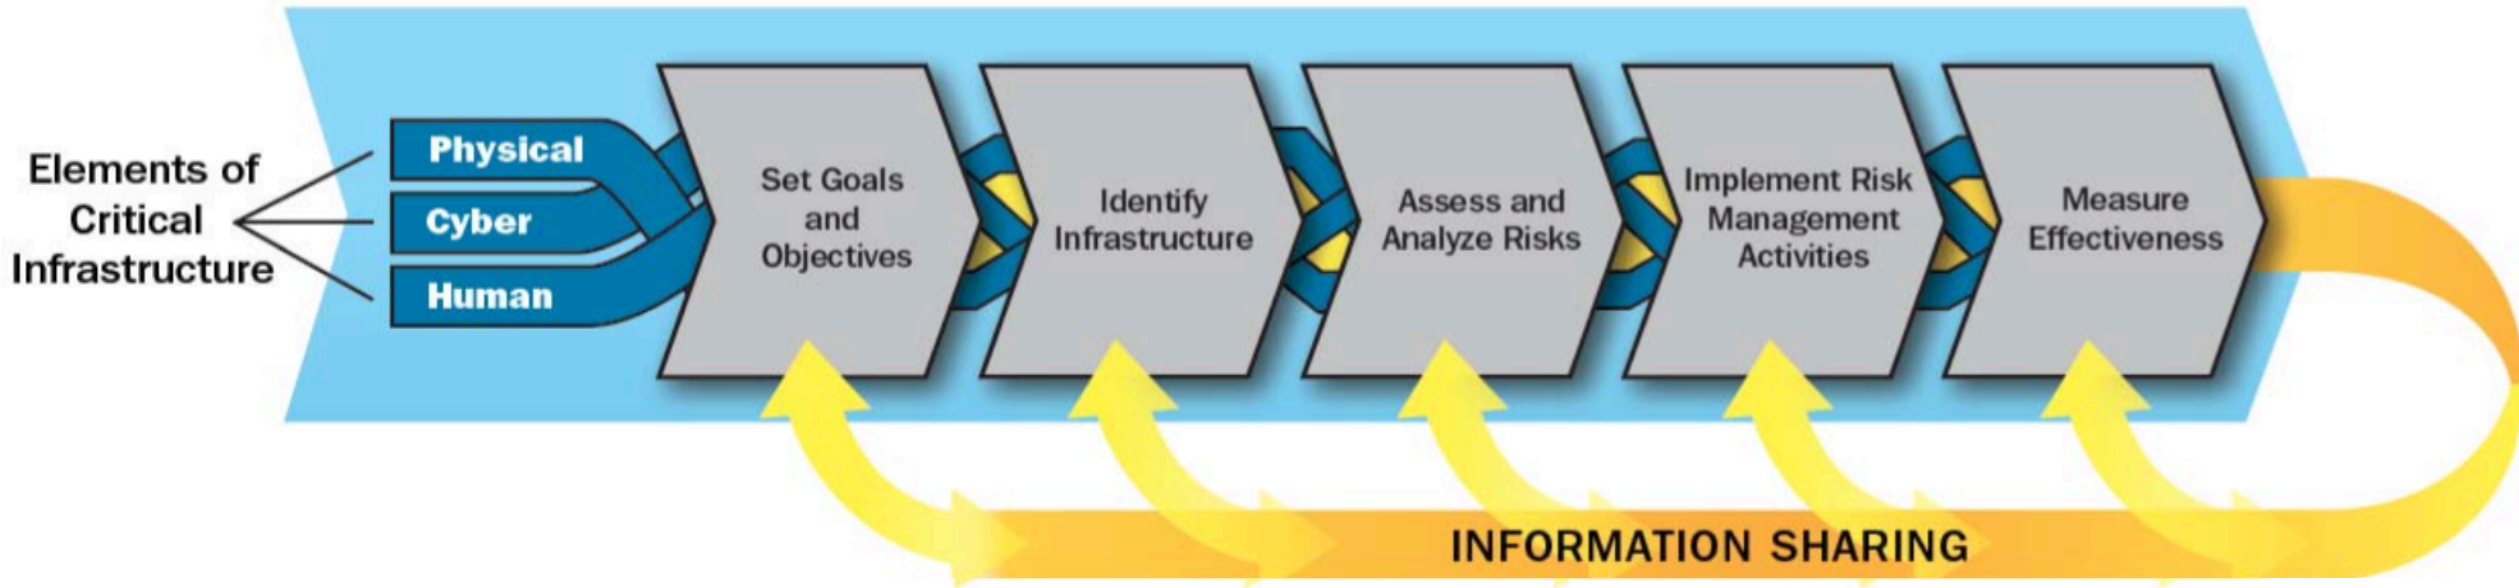 Elements of
Critical
Infrastructure
Physical
Cyber
Human
Set Goals
and
Objectives
Identify
Infrastructure
Assess and
Analyze Risks
Implement Risk
Management
Activities
Measure
Effectiveness
INFORMATION SHARING